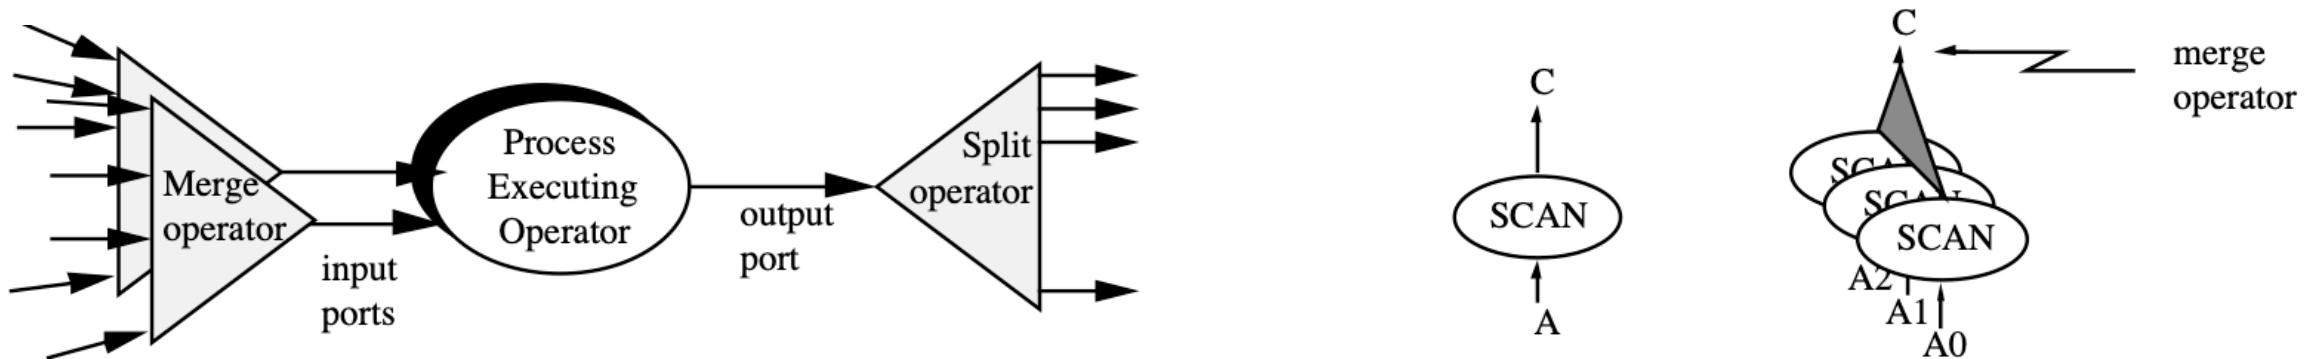 Merge
operator
input
ports
Process
Executing
Operator
output
port
Split
operator
C
SCAN
A
C
merge
operator
SCAN
A2
A1
A0